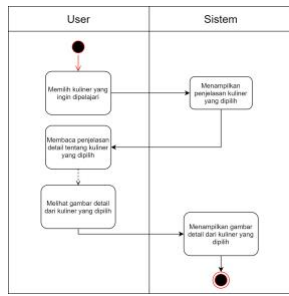 User
Sistem
Memilih kuliner yang
ingin dipelajari
Menampilkan
penjelasan kuliner
yang dipilih
Membaca penjelasan
detail tentang kuliner
yang dipilih
Melihat gambar detail
dari kuliner yang dipilih
Menampilkan gambar
detail dari kuliner yang
dipilih